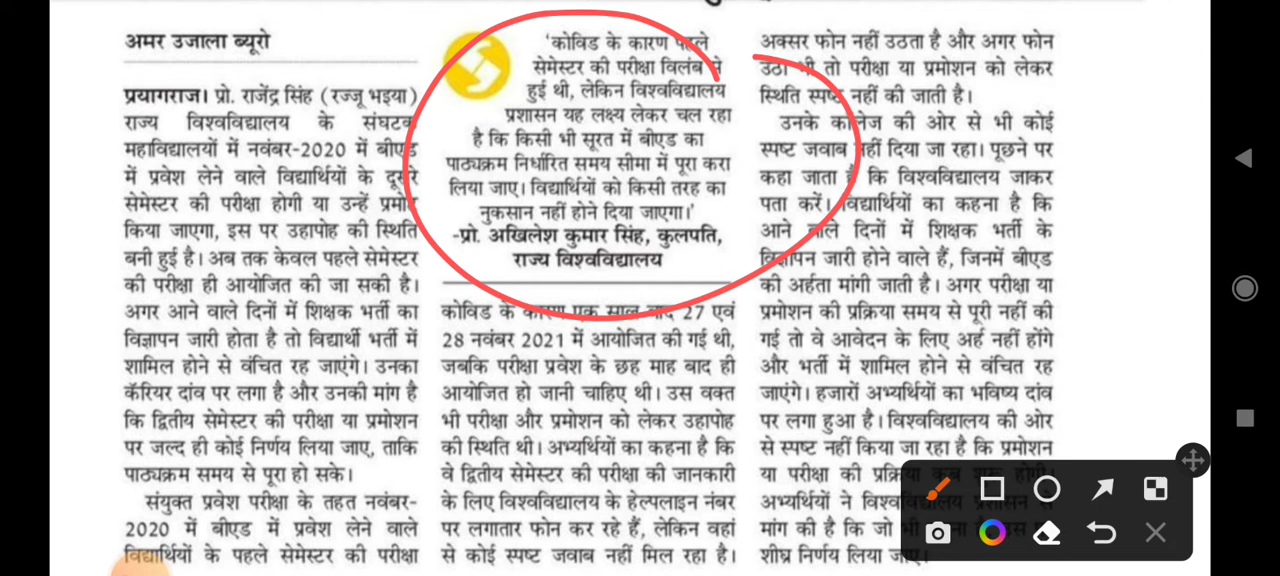 अमर उजाला ब्यूरो
प्रयागराज। प्रो. राजेंद्र सिंह (रज्जू भइया)
राज्य विश्वविद्यालय के संघटक
महाविद्यालयों में नवंबर-2020 में बीएड
में प्रवेश लेने वाले विद्यार्थियों के दूसरे
सेमेस्टर की परीक्षा होगी या उन्हें प्रमोट
किया जाएगा, इस पर उहापोह की स्थिति
बनी हुई है। अब तक केवल पहले सेमेस्टर
की परीक्षा ही आयोजित की जा सकी है।
अगर आने वाले दिनों में शिक्षक भर्ती का
विज्ञापन जारी होता है तो विद्यार्थी भर्ती में
शामिल होने से वंचित रह जाएंगे। उनका
कॅरियर दांव पर लगा है और उनकी मांग है
कि द्वितीय सेमेस्टर की परीक्षा या प्रमोशन
पर जल्द ही कोई निर्णय लिया जाए, ताकि
पाठ्यक्रम समय से पूरा हो सके।
संयुक्त प्रवेश परीक्षा के तहत नवंबर-
2020 में बीएड में प्रवेश लेने वाले
विद्यार्थियों के पहले सेमेस्टर की परीक्षा
'कोविड के कारण पहले
सेमेस्टर की परीक्षा विलंब से
हुई थी, लेकिन विश्वविद्यालय
प्रशासन यह लक्ष्य लेकर चल रहा
है कि किसी भी सूरत में बीएड का
पाठ्यक्रम निर्धारित समय सीमा में पूरा करा
लिया जाए। विद्यार्थियों को किसी तरह का
नुकसान नहीं होने दिया जाएगा।'
-प्रो. अखिलेश कुमार सिंह, कुलपति,
राज्य विश्वविद्यालय
कोविड के कारण एक साल बाद 27 एवं
28 नवंबर 2021 में आयोजित की गई थी,
जबकि परीक्षा प्रवेश के छह माह बाद ही
आयोजित हो जानी चाहिए थी। उस वक्त
भी परीक्षा और प्रमोशन को लेकर उहापोह
की स्थिति थी। अभ्यर्थियों का कहना है कि
वे द्वितीय सेमेस्टर की परीक्षा की जानकारी
के लिए विश्वविद्यालय के हेल्पलाइन नंबर
पर लगातार फोन कर रहे हैं, लेकिन वहां
से कोई स्पष्ट जवाब नहीं मिल रहा है।
अक्सर फोन नहीं उठता है और अगर फोन
उठा भी तो परीक्षा या प्रमोशन को लेकर
स्थिति स्पष्ट नहीं की जाती है।
उनके कालेज की ओर से भी कोई
स्पष्ट जवाब नहीं दिया जा रहा। पूछने पर
कहा जाता है कि विश्वविद्यालय जाकर
पता करें। विद्यार्थियों का कहना है कि
आने वाले दिनों में शिक्षक भर्ती के
विज्ञापन जारी होने वाले हैं, जिनमें बीएड
की अर्हता मांगी जाती है। अगर परीक्षा या
प्रमोशन की प्रक्रिया समय से पूरी नहीं की
गई तो वे आवेदन के लिए अर्ह नहीं होंगे
और भर्ती में शामिल होने से वंचित रह
जाएंगे। हजारों अभ्यर्थियों का भविष्य दांव
पर लगा हुआ है। विश्वविद्यालय की ओर
से स्पष्ट नहीं किया जा रहा है कि प्रमोशन
या परीक्षा की प्रक्रिया कब शुरू होगी।
अभ्यर्थियों ने विश्वविद्यालय प्रशासन से
मांग की है कि जो भी
शीघ्र निर्णय लिया जाए।